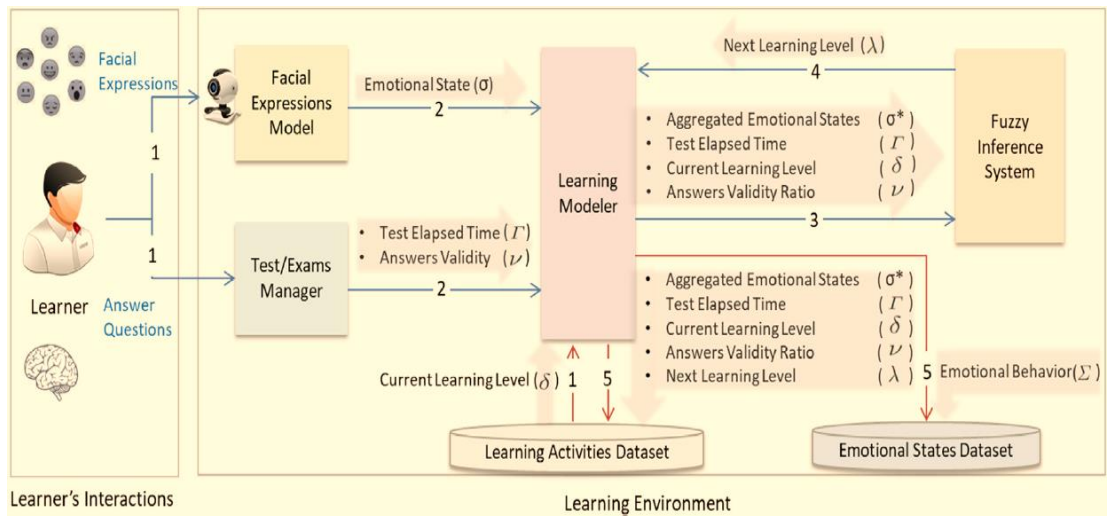 Facial
Expressions
1
1
Learner
Answer
Questions
Learner's Interactions
Facial
Expressions
Model
Emotional State (σ)
2
Test/Exams
Manager
• Test Elapsed Time (Γ)
• Answers Validity (ν)
2
Learning
Modeler
Next Learning Level (λ)
4
• Aggregated Emotional States (σ*)
• Test Elapsed Time (Γ)
• Current Learning Level (δ)
• Answers Validity Ratio (ν)
3
Fuzzy
Inference
System
• Aggregated Emotional States (σ*)
• Test Elapsed Time (Γ)
• Current Learning Level (δ)
• Answers Validity Ratio (ν)
• Next Learning Level (λ)
5 Emotional Behavior(Σ)
Current Learning Level (δ) 1 5
Learning Activities Dataset
Emotional States Dataset
Learning Environment